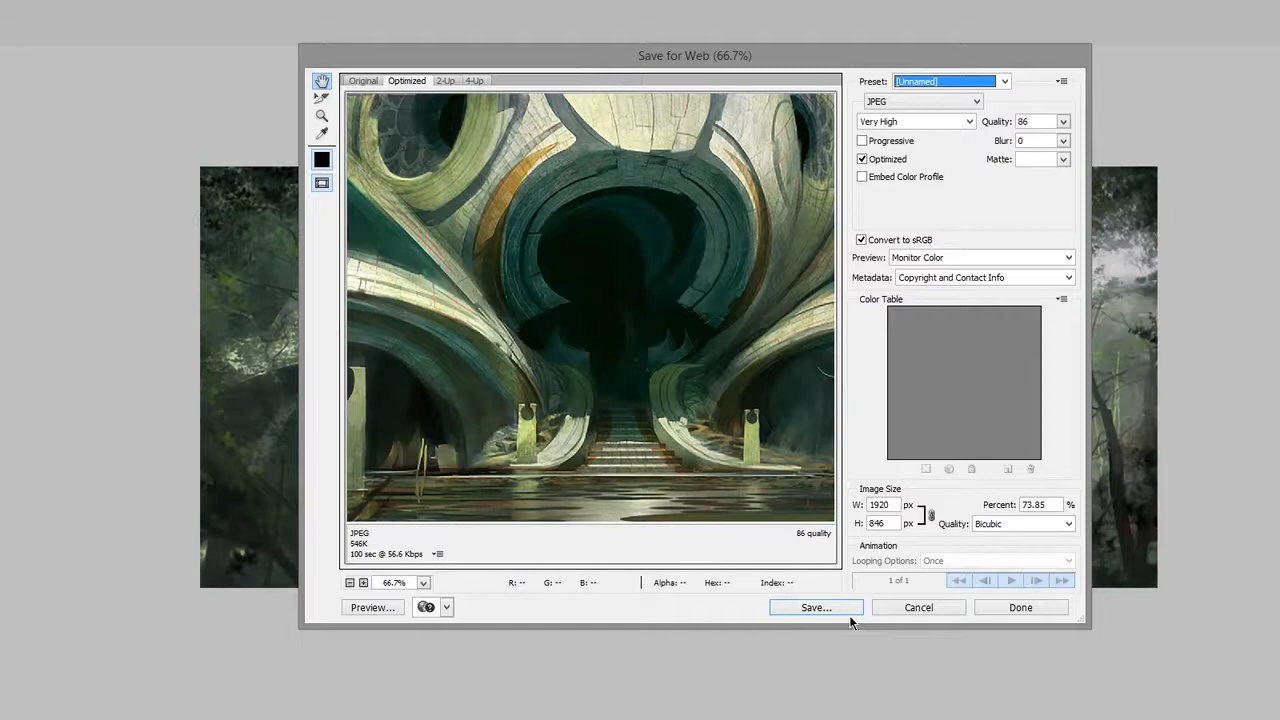 Save for Web (66.7%)
Original Optimized 2-Up 4-Up
Preset: [Unnamed]
JPEG
Very High Quality: 86
Progressive Blur: 0
Optimized Matte:
Embed Color Profile
Convert to sRGB
Preview: Monitor Color
Metadata: Copyright and Contact Info
Color Table
Image Size
W: 1920 px Percent: 73.85 %
H: 846 px Quality: Bicubic
JPEG 86 quality
546K
100 sec @ 56.6 Kbps
Animation
Looping Options: Once
1 of 1
66.7% R: -- G: -- B: -- Alpha: -- Hex: -- Index: --
Preview... Save... Cancel Done